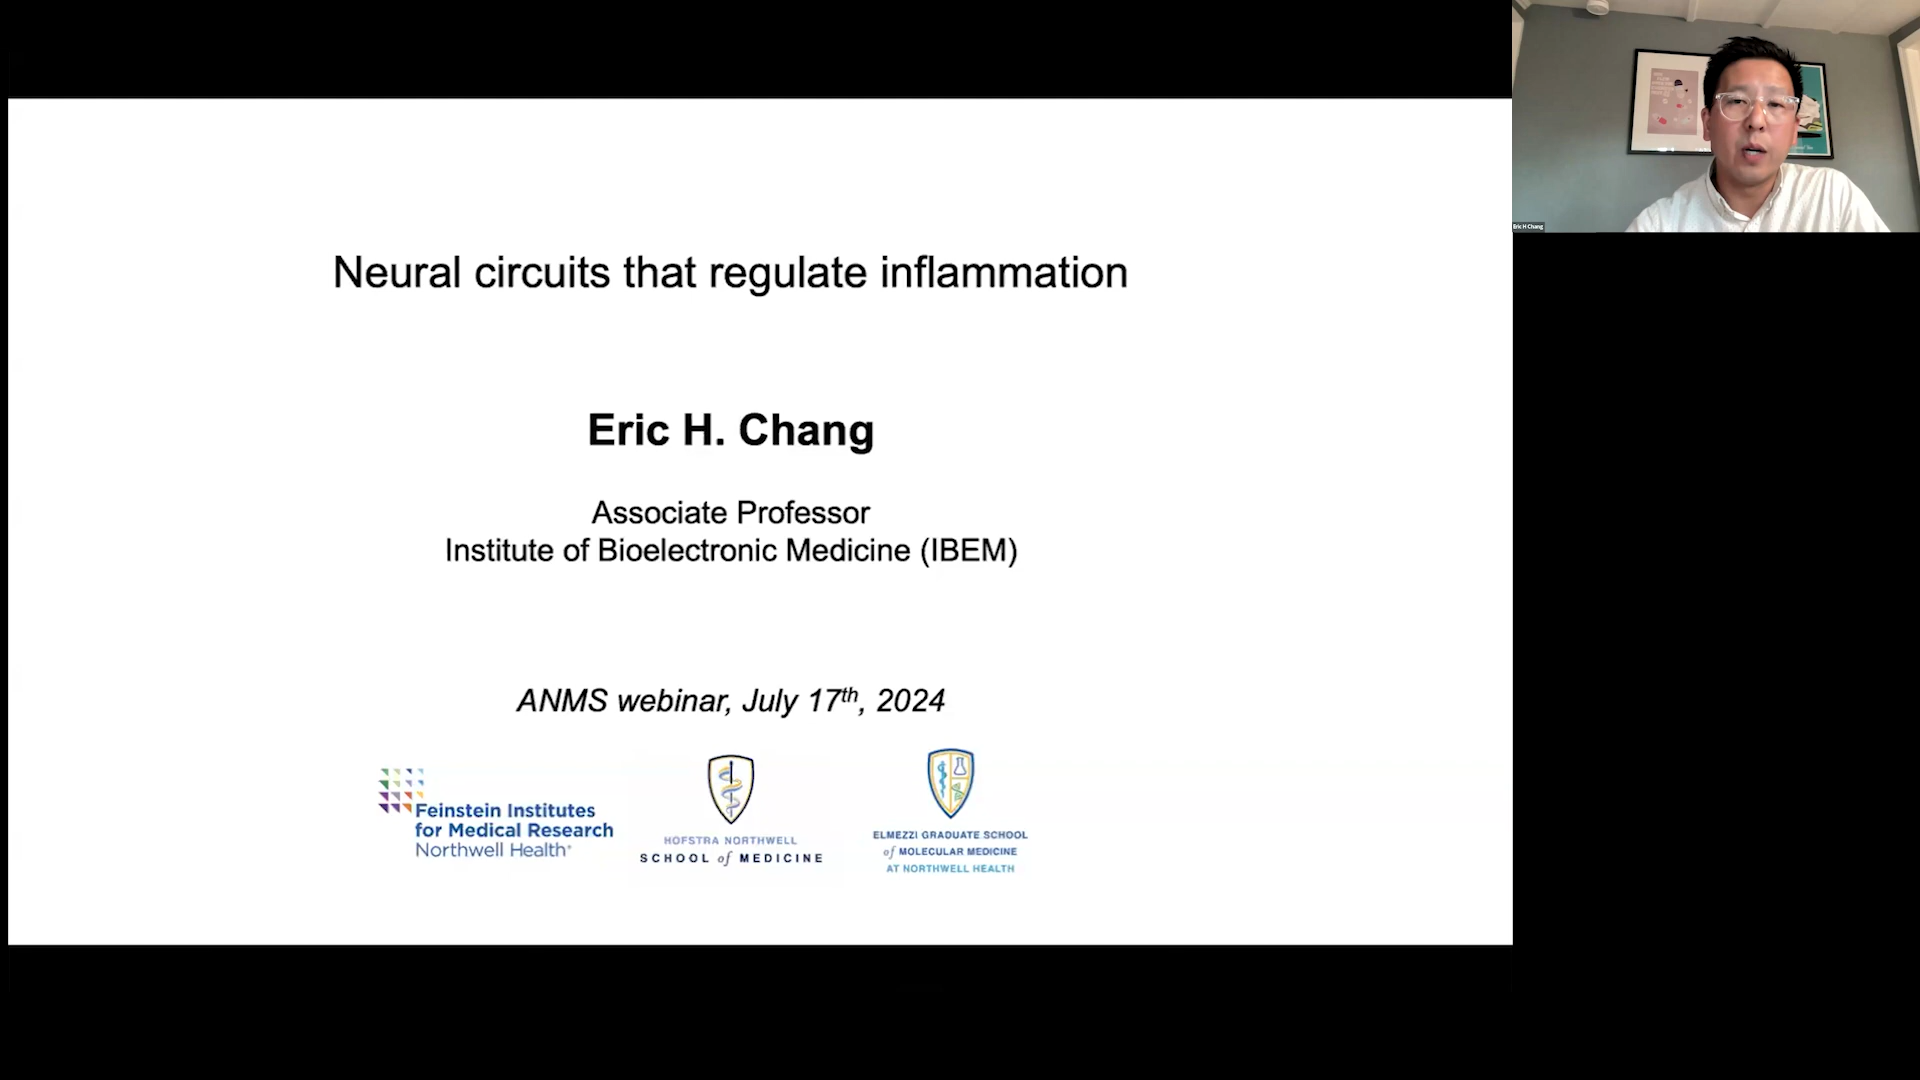 Neural circuits that regulate inflammation
Eric H. Chang
Associate Professor
Institute of Bioelectronic Medicine (IBEM)
ANMS webinar, July 17th, 2024
Feinstein Institutes
for Medical Research
Northwell Health®
HOFSTRA NORTHWELL
SCHOOL of MEDICINE
ELMEZZI GRADUATE SCHOOL
of MOLECULAR MEDICINE
AT NORTHWELL HEALTH
Eric H Chang